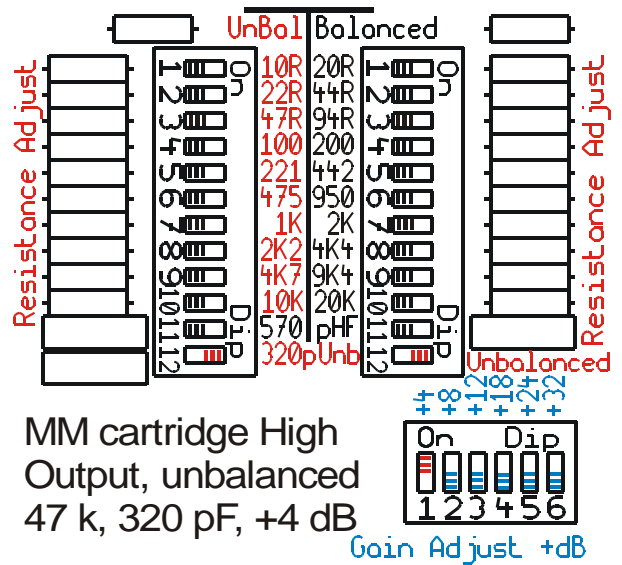 UnBal Balanced
Resistance Adjust
Resistance Adjust
On
On
1 10R 20R 1
2 22R 44R 2
3 47R 94R 3
4 100 200 4
5 221 442 5
6 475 950 6
7 1K 2K 7
8 2K2 4K4 8
9 4K7 9K4 9
10 10K 20K 10
11 570 pHF 11
12 320pUnb 12
Dip
Dip
Unbalanced
+4 +8 +12 +18 +24 +32
On Dip
1 2 3 4 5 6
Gain Adjust +dB
MM cartridge High
Output, unbalanced
47 k, 320 pF, +4 dB